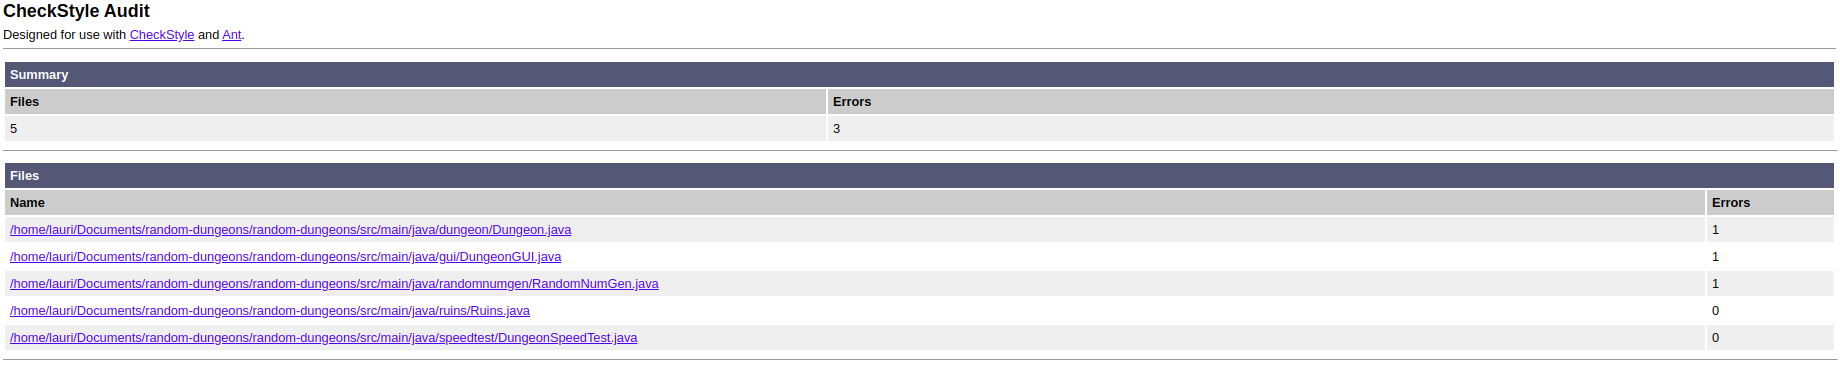 CheckStyle Audit
Designed for use with CheckStyle and Ant.
Summary
Files Errors
5 3
Files
Name Errors
/home/lauri/Documents/random-dungeons/random-dungeons/src/main/java/dungeon/Dungeon.java 1
/home/lauri/Documents/random-dungeons/random-dungeons/src/main/java/gui/DungeonGUI.java 1
/home/lauri/Documents/random-dungeons/random-dungeons/src/main/java/randomnumgen/RandomNumGen.java 1
/home/lauri/Documents/random-dungeons/random-dungeons/src/main/java/ruins/Ruins.java 0
/home/lauri/Documents/random-dungeons/random-dungeons/src/main/java/speedtest/DungeonSpeedTest.java 0